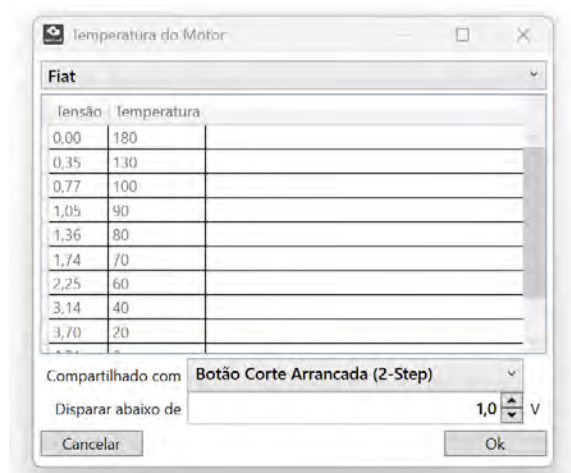 Temperatura do Motor
Fiat
Tensão Temperatura
0,00 180
0,35 130
0,77 100
1,05 90
1,36 80
1,74 70
2,25 60
3,14 40
3,70 20
Compartilhado com Botão Corte Arrancada (2-Step)
Disparar abaixo de 1,0 V
Cancelar Ok